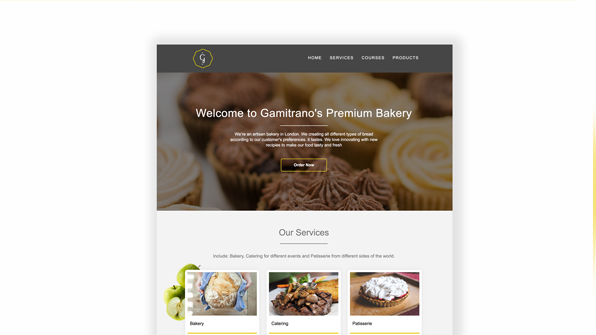 G
HOME SERVICES COURSES PRODUCTS
Welcome to Gamitrano's Premium Bakery
We're an artisan bakery in London. We creating all different types of bread
according to our customer's preferences. It tastes. We love innovating with new
recipies to make our food tasty and fresh
Order Now
Our Services
Include: Bakery, Catering for different events and Patisserie from different sides of the world.
Bakery Catering Patisserie